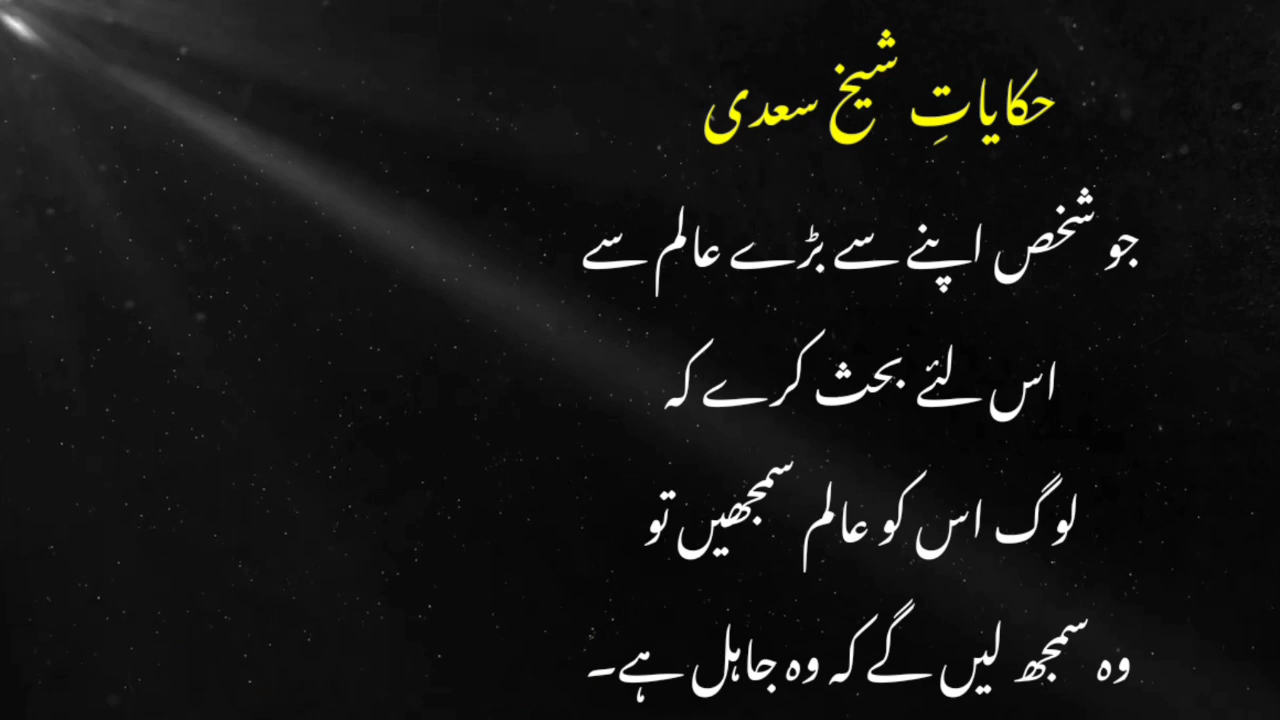 حکایاتِ شیخ سعدی
جو شخص اپنے سے بڑے عالم سے
اس لئے بحث کرے کہ
لوگ اس کو عالم سمجھیں تو
وہ سمجھ لیں گے کہ وہ جاہل ہے۔